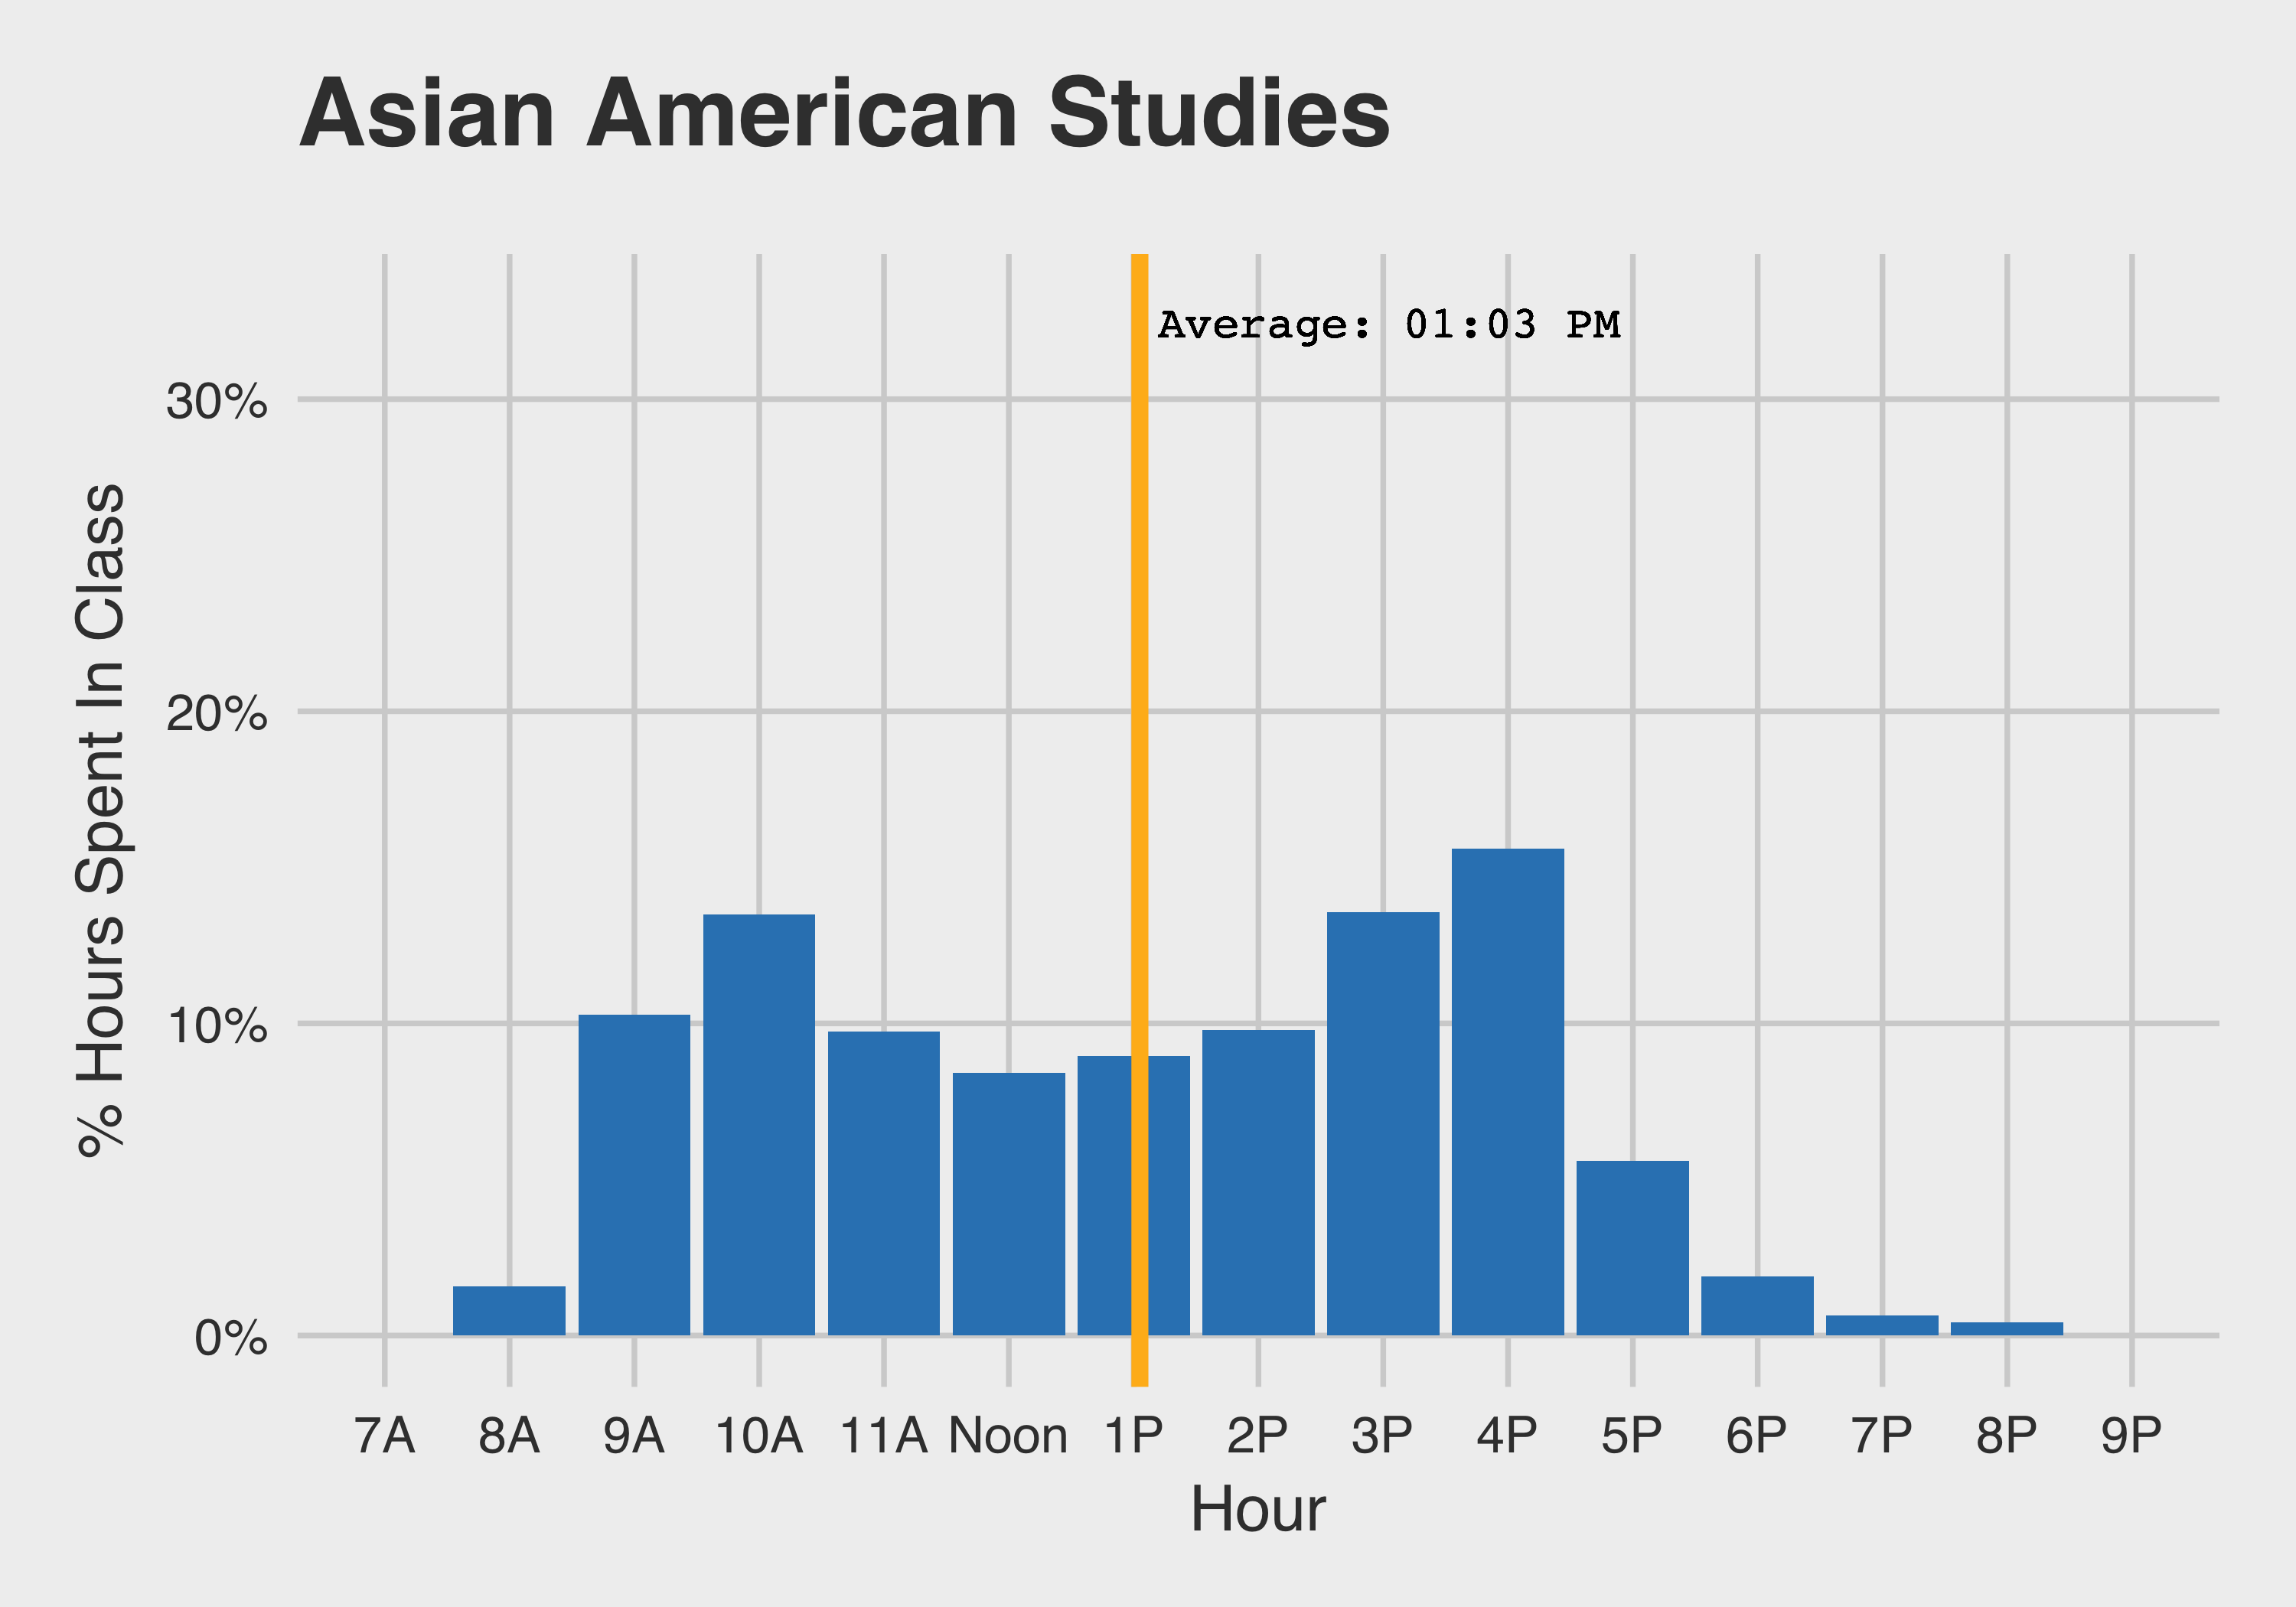 Asian American Studies
Average: 01:03 PM
30%
20%
10%
0%
% Hours Spent In Class
7A 8A 9A 10A 11A Noon 1P 2P 3P 4P 5P 6P 7P 8P 9P
Hour